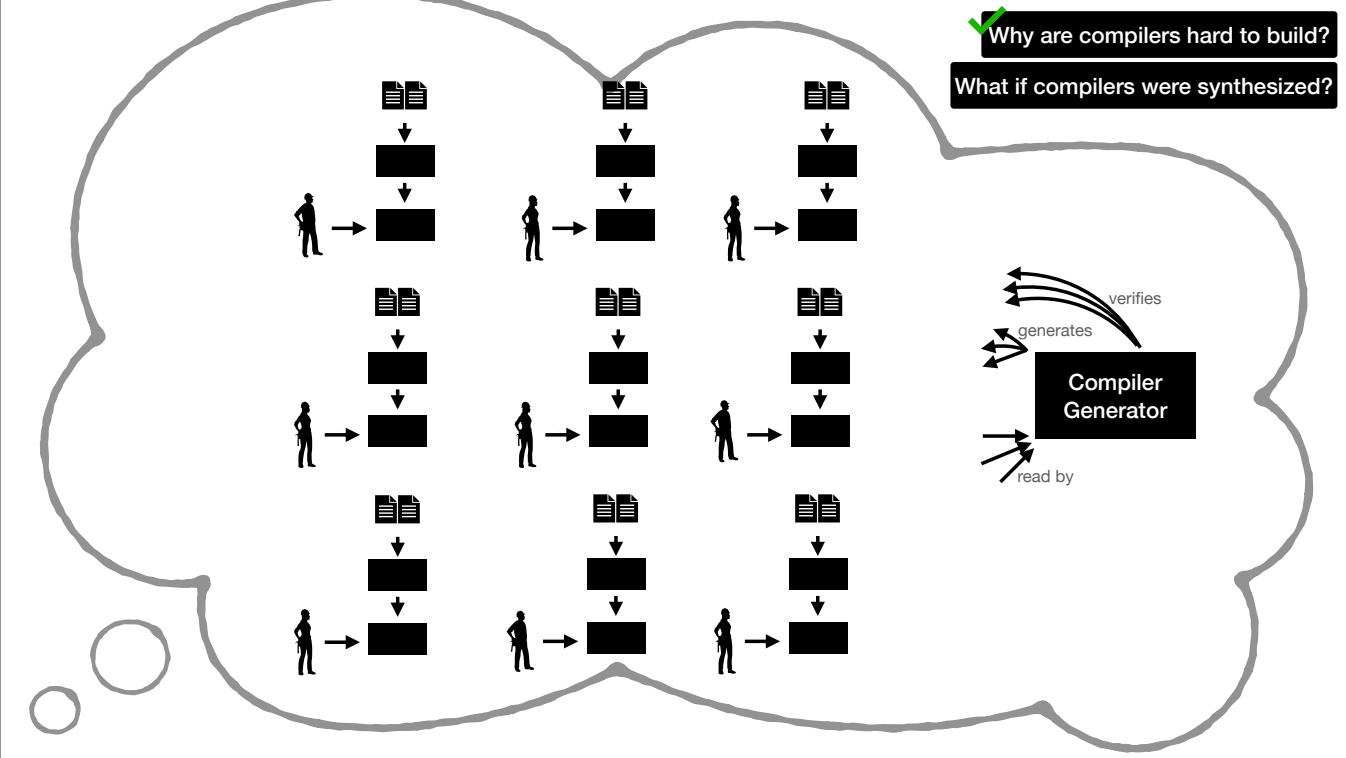 Why are compilers hard to build?
What if compilers were synthesized?
verifies
generates
Compiler
Generator
read by